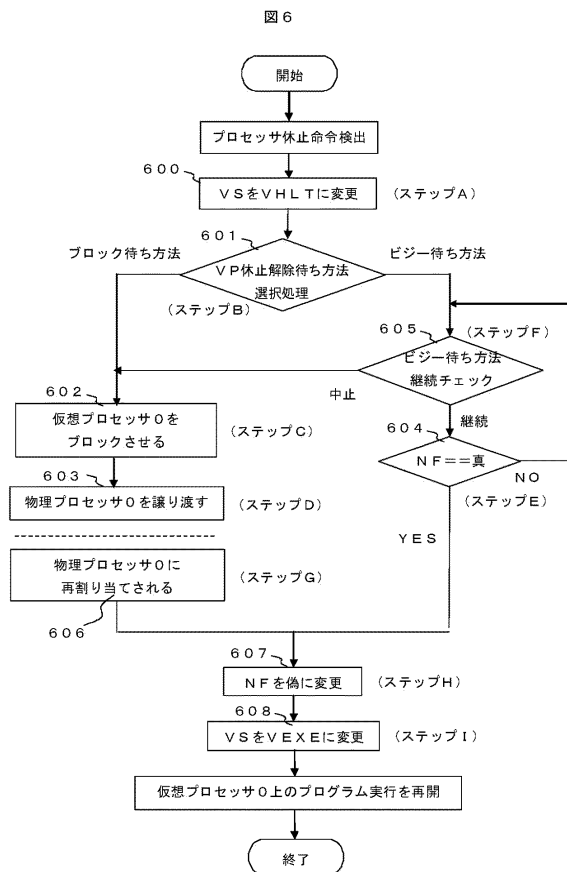 図6
開始
プロセッサ休止命令検出
600
VSをVHLTに変更
(ステップA)
601
ブロック待ち方法
ビジー待ち方法
VP休止解除待ち方法
選択処理
(ステップB)
605
(ステップF)
ビジー待ち方法
継続チェック
中止
継続
602
仮想プロセッサ0を
ブロックさせる
(ステップC)
604
NF==真
NO
(ステップE)
603
物理プロセッサ0を譲り渡す
(ステップD)
YES
物理プロセッサ0に
再割り当てされる
(ステップG)
606
607
NFを偽に変更
(ステップH)
608
VSをVEXEに変更
(ステップI)
仮想プロセッサ0上のプログラム実行を再開
終了